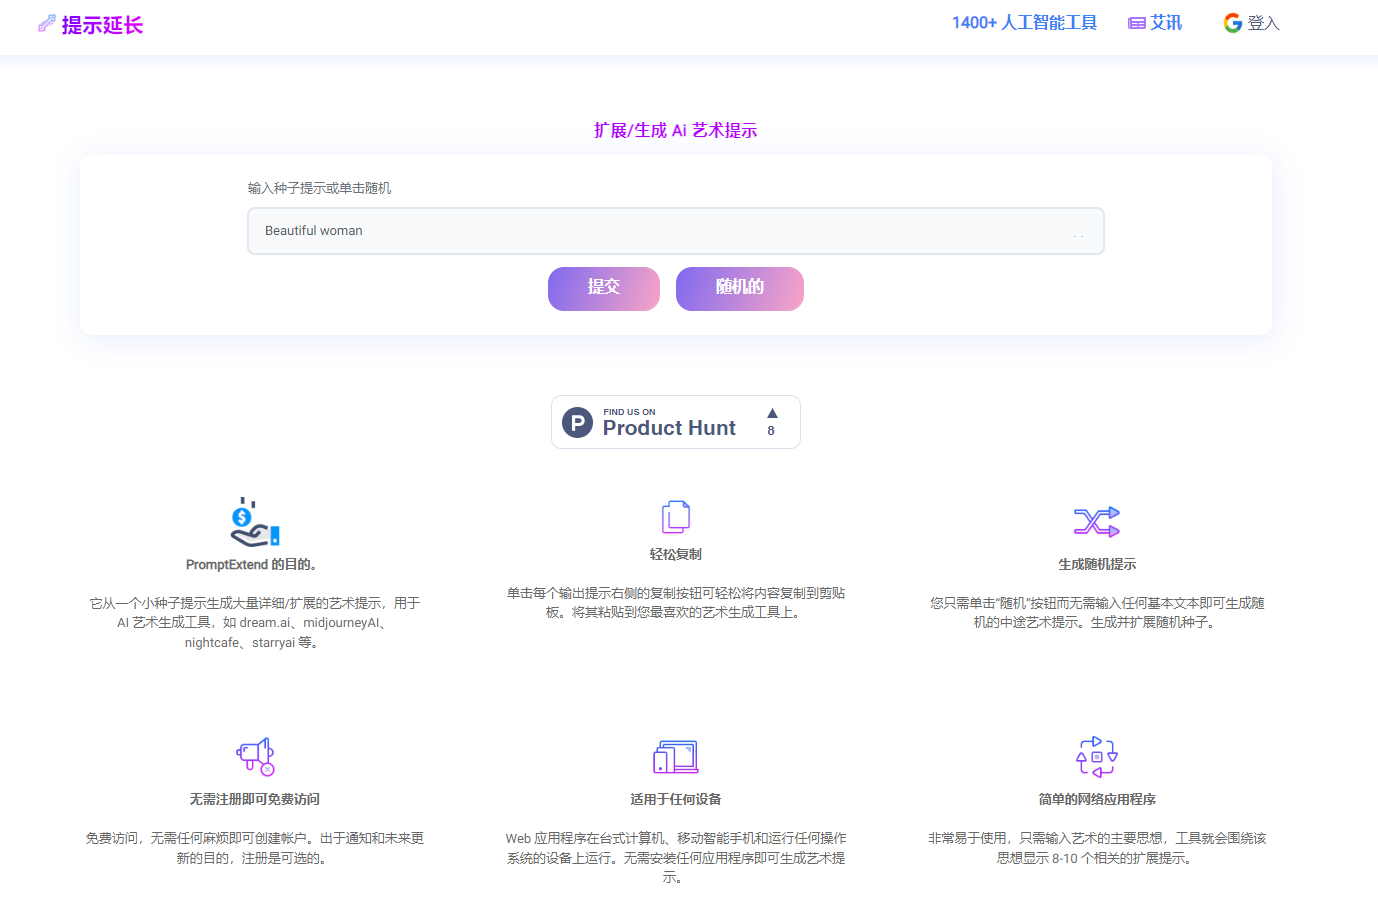 提示延长
1400+ 人工智能工具
艾讯
登入
扩展/生成 Ai 艺术提示
输入种子提示或单击随机
Beautiful woman
提交
随机的
FIND US ON
Product Hunt
8
PromptExtend 的目的。
它从一个小种子提示生成大量详细/扩展的艺术提示，用于
AI 艺术生成工具，如 dream.ai、midjourneyAI、
nightcafe、starryai 等。
轻松复制
单击每个输出提示右侧的复制按钮可轻松将内容复制到剪贴
板。将其粘贴到您最喜欢的艺术生成工具上。
生成随机提示
您只需单击“随机”按钮而无需输入任何基本文本即可生成随
机的中途艺术提示。生成并扩展随机种子。
无需注册即可免费访问
免费访问，无需任何麻烦即可创建帐户。出于通知和未来更
新的目的，注册是可选的。
适用于任何设备
Web 应用程序在台式计算机、移动智能手机和运行任何操作
系统的设备上运行。无需安装任何应用程序即可生成艺术提
示。
简单的网络应用程序
非常易于使用，只需输入艺术的主要思想，工具就会围绕该
思想显示 8-10 个相关的扩展提示。